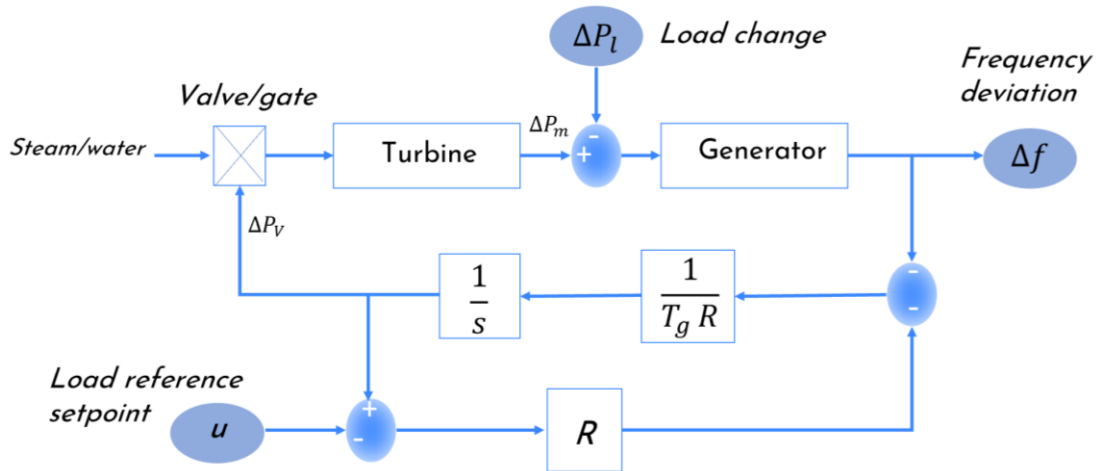 ΔP_l
Load change
Frequency
deviation
Valve/gate
Steam/water
Turbine
ΔP_m
-
+
Generator
Δf
ΔP_V
1
s
1
T_g R
-
-
Load reference
setpoint
u
+
-
R